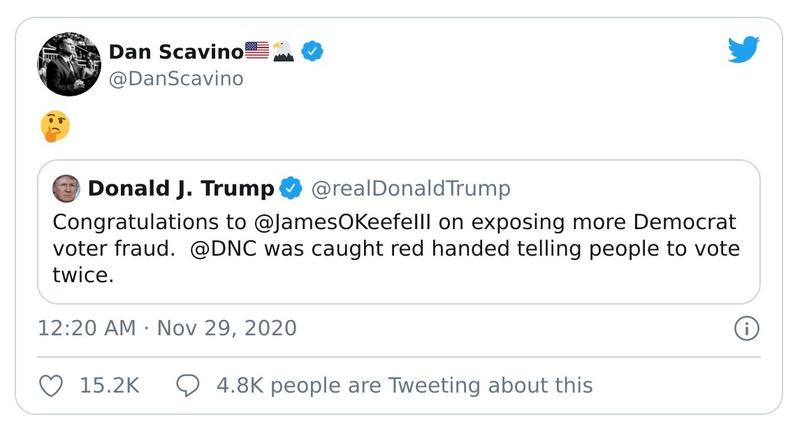 Dan Scavino🇺🇸🦅
@DanScavino
🤔
Donald J. Trump @realDonaldTrump
Congratulations to @JamesOKeefeIII on exposing more Democrat
voter fraud.  @DNC was caught red handed telling people to vote
twice.
12:20 AM · Nov 29, 2020
15.2K 4.8K people are Tweeting about this